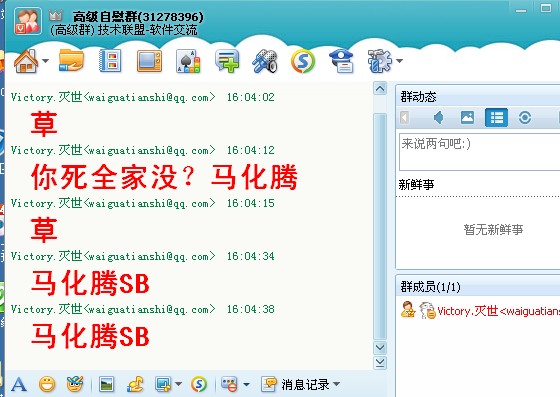 高级自慰群(31278396)
(高级群) 技术联盟-软件交流
Victory.灭世<waiguatianshi@qq.com> 16:04:02
草
Victory.灭世<waiguatianshi@qq.com> 16:04:12
你死全家没？马化腾
Victory.灭世<waiguatianshi@qq.com> 16:04:15
草
Victory.灭世<waiguatianshi@qq.com> 16:04:34
马化腾SB
Victory.灭世<waiguatianshi@qq.com> 16:04:38
马化腾SB
A
消息记录
群动态
来说两句吧:)
新鲜事
暂无新鲜事
群成员(1/1)
Victory.灭世<waiguatians